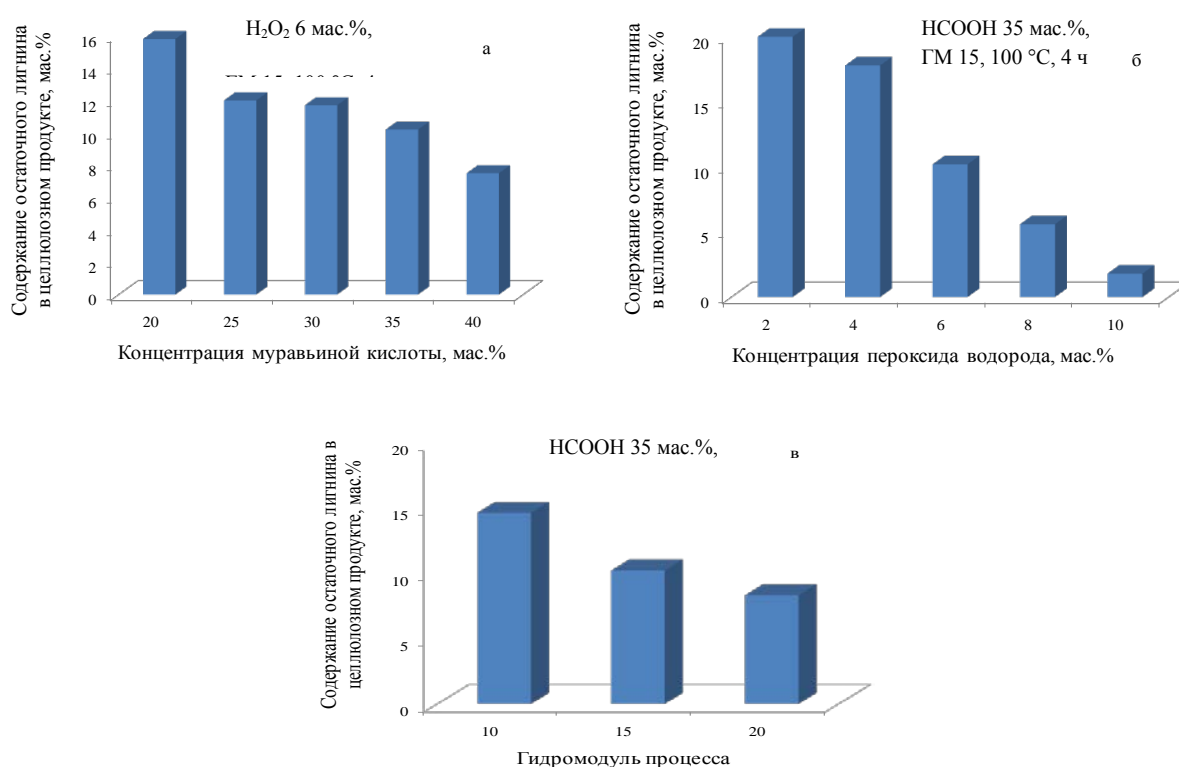 H₂O₂ 6 мас.%,
а
Содержание остаточного лигнина
в целлюлозном продукте, мас.%
16
14
12
10
8
6
4
2
0
20 25 30 35 40
Концентрация муравьиной кислоты, мас.%
НСООН 35 мас.%,
ГМ 15, 100 °С, 4 ч
б
Содержание остаточного лигнина
в целлюлозном продукте, мас.%
20
15
10
5
0
2 4 6 8 10
Концентрация пероксида водорода, мас.%
НСООН 35 мас.%,
в
Содержание остаточного лигнина в
целлюлозном продукте, мас.%
20
15
10
5
0
10 15 20
Гидромодуль процесса